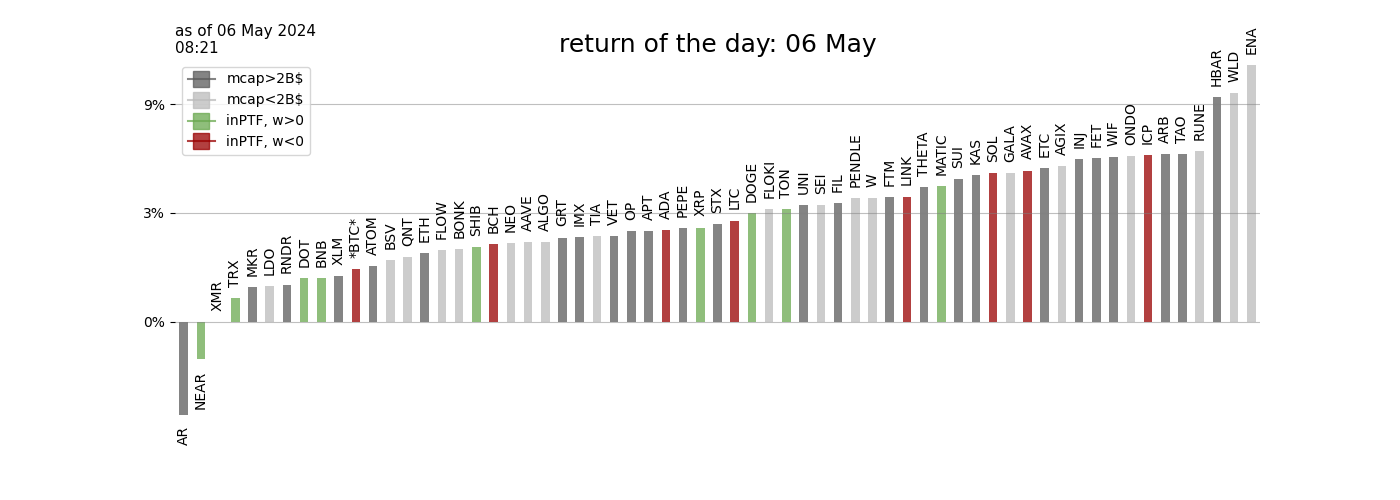 as of 06 May 2024
08:21
return of the day: 06 May
mcap>2B$
mcap<2B$
inPTF, w>0
inPTF, w<0
9%
3%
0%
AR
NEAR
XMR
TRX
MKR
LDO
RNDR
DOT
BNB
XLM
*BTC*
ATOM
BSV
QNT
ETH
FLOW
BONK
SHIB
BCH
NEO
AAVE
ALGO
GRT
IMX
TIA
VET
OP
APT
ADA
PEPE
XRP
STX
LTC
DOGE
FLOKI
TON
UNI
SEI
FIL
PENDLE
W
FTM
LINK
THETA
MATIC
SUI
KAS
SOL
GALA
AVAX
ETC
AGIX
INJ
FET
WIF
ONDO
ICP
ARB
TAO
RUNE
HBAR
WLD
ENA